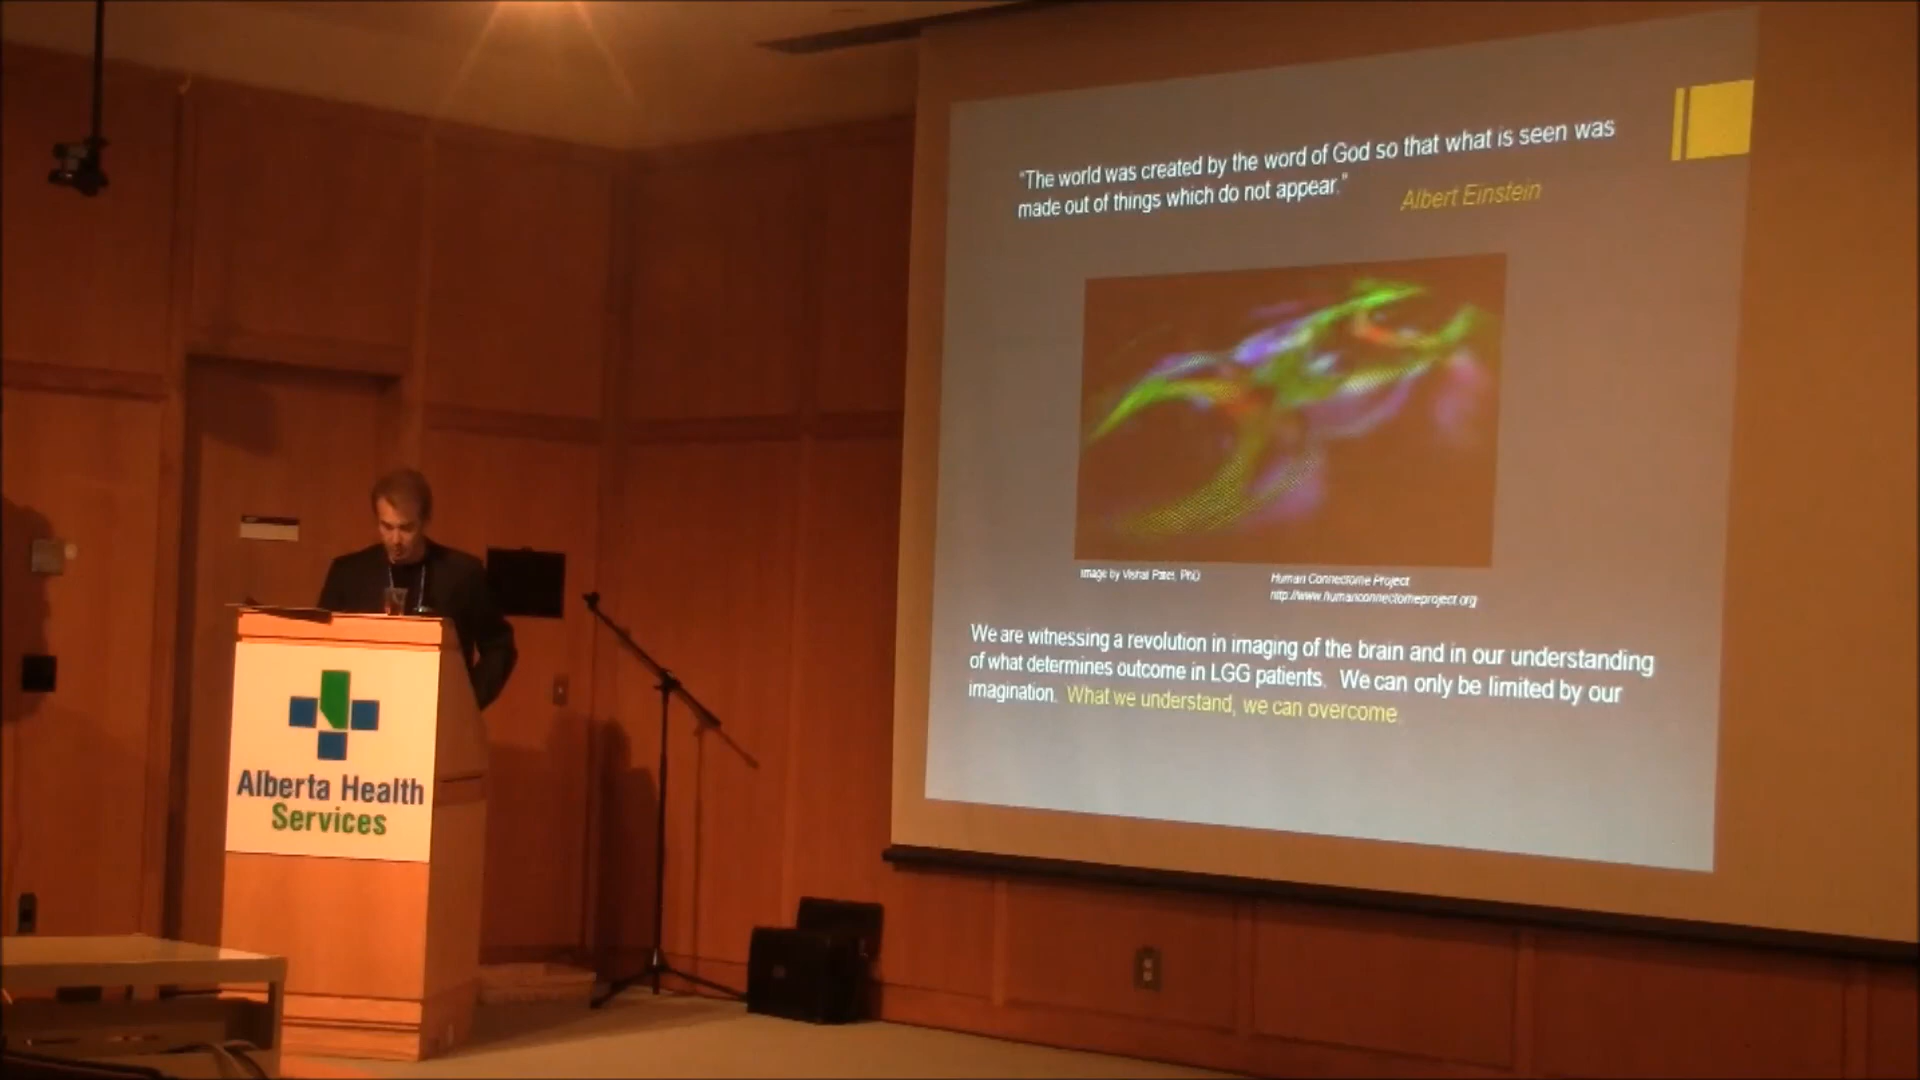 "The world was created by the word of God so that what is seen was
made out of things which do not appear."
Albert Einstein
Image by Vishal Patel, PhD
Human Connectome Project
http://www.humanconnectomeproject.org
We are witnessing a revolution in imaging of the brain and in our understanding
of what determines outcome in LGG patients. We can only be limited by our
imagination. What we understand, we can overcome
Alberta Health
Services